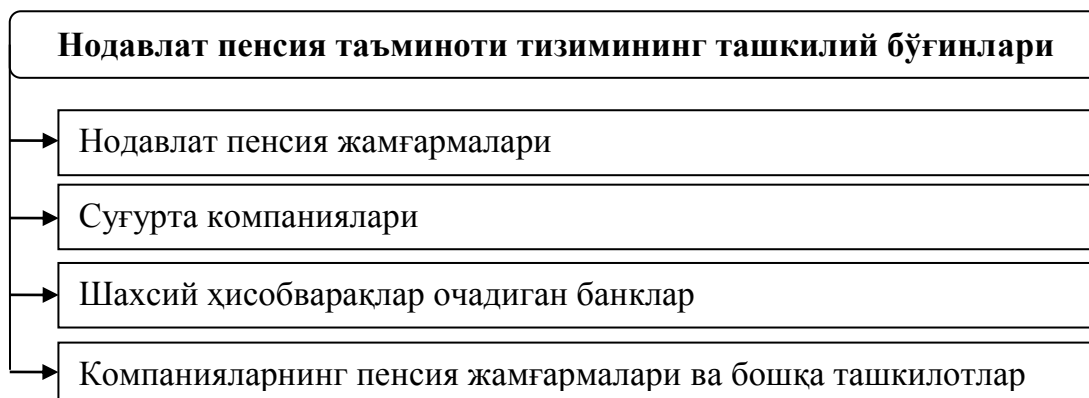 Нодавлат пенсия таъминоти тизимининг ташкилий бўғинлари
Нодавлат пенсия жамғармалари
Суғурта компаниялари
Шахсий ҳисобварақлар очадиган банклар
Компанияларнинг пенсия жамғармалари ва бошқа ташкилотлар